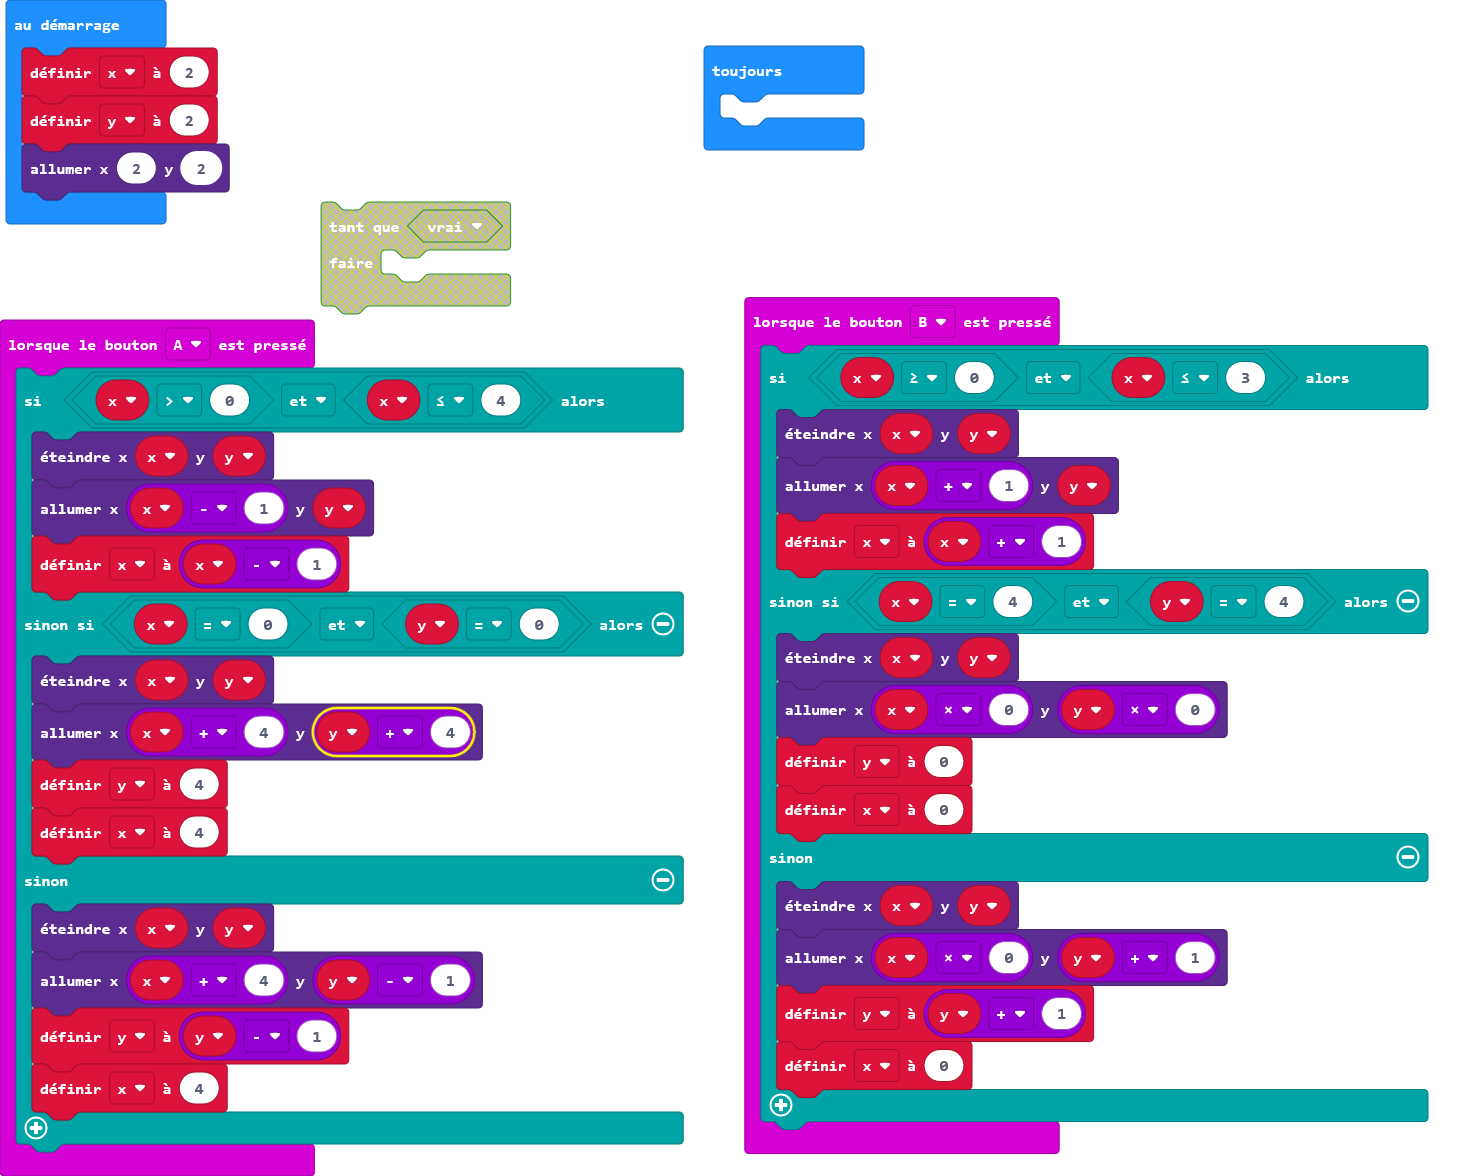 au démarrage
définir x à 2
définir y à 2
allumer x 2 y 2
toujours
tant que vrai
faire
lorsque le bouton A est pressé
si x > 0 et x ≤ 4 alors
éteindre x x y y
allumer x x - 1 y y
définir x à x - 1
sinon si x = 0 et y = 0 alors
éteindre x x y y
allumer x x + 4 y y + 4
définir y à 4
définir x à 4
sinon
éteindre x x y y
allumer x x + 4 y y - 1
définir y à y - 1
définir x à 4
lorsque le bouton B est pressé
si x ≥ 0 et x ≤ 3 alors
éteindre x x y y
allumer x x + 1 y y
définir x à x + 1
sinon si x = 4 et y = 4 alors
éteindre x x y y
allumer x x × 0 y y × 0
définir y à 0
définir x à 0
sinon
éteindre x x y y
allumer x x × 0 y y + 1
définir y à y + 1
définir x à 0